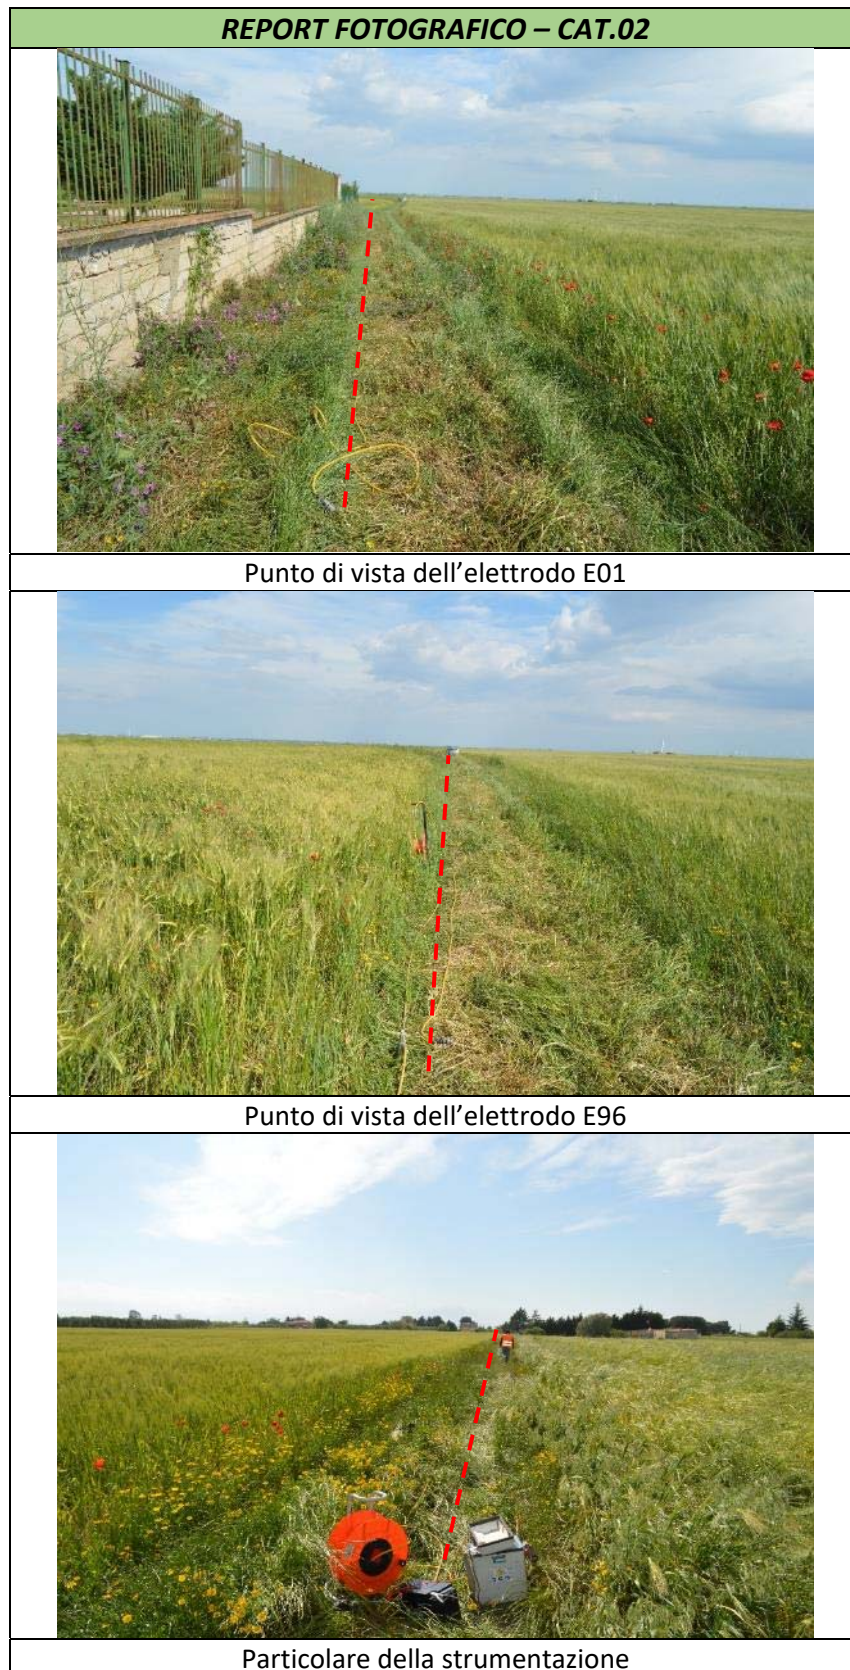 REPORT FOTOGRAFICO – CAT.02
Punto di vista dell’elettrodo E01
Punto di vista dell’elettrodo E96
Particolare della strumentazione